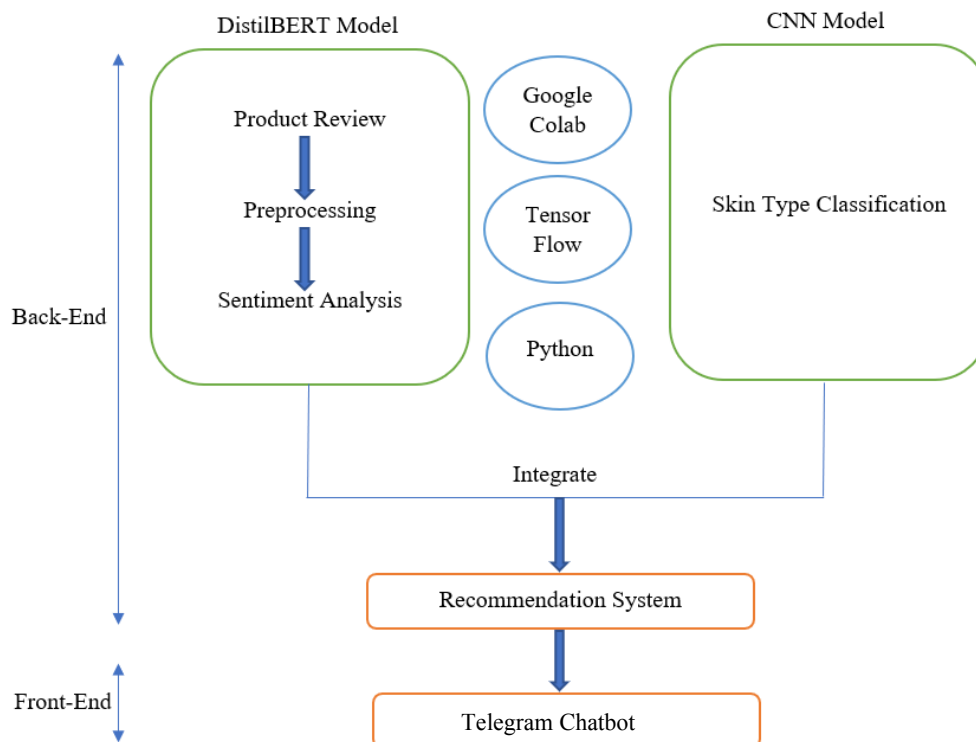 DistilBERT Model
CNN Model
Product Review
Preprocessing
Sentiment Analysis
Google
Colab
Tensor
Flow
Python
Skin Type Classification
Back-End
Integrate
Recommendation System
Front-End
Telegram Chatbot